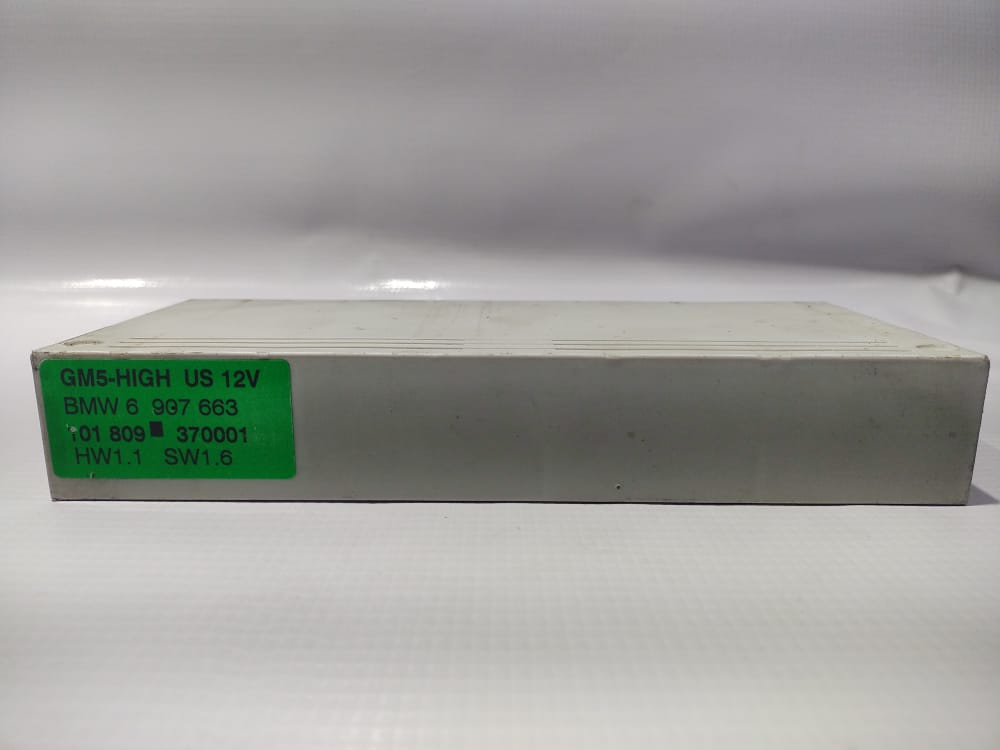 GM5-HIGH US 12V
BMW 6 907 663
101 809 ■ 370001
HW1.1 SW1.6